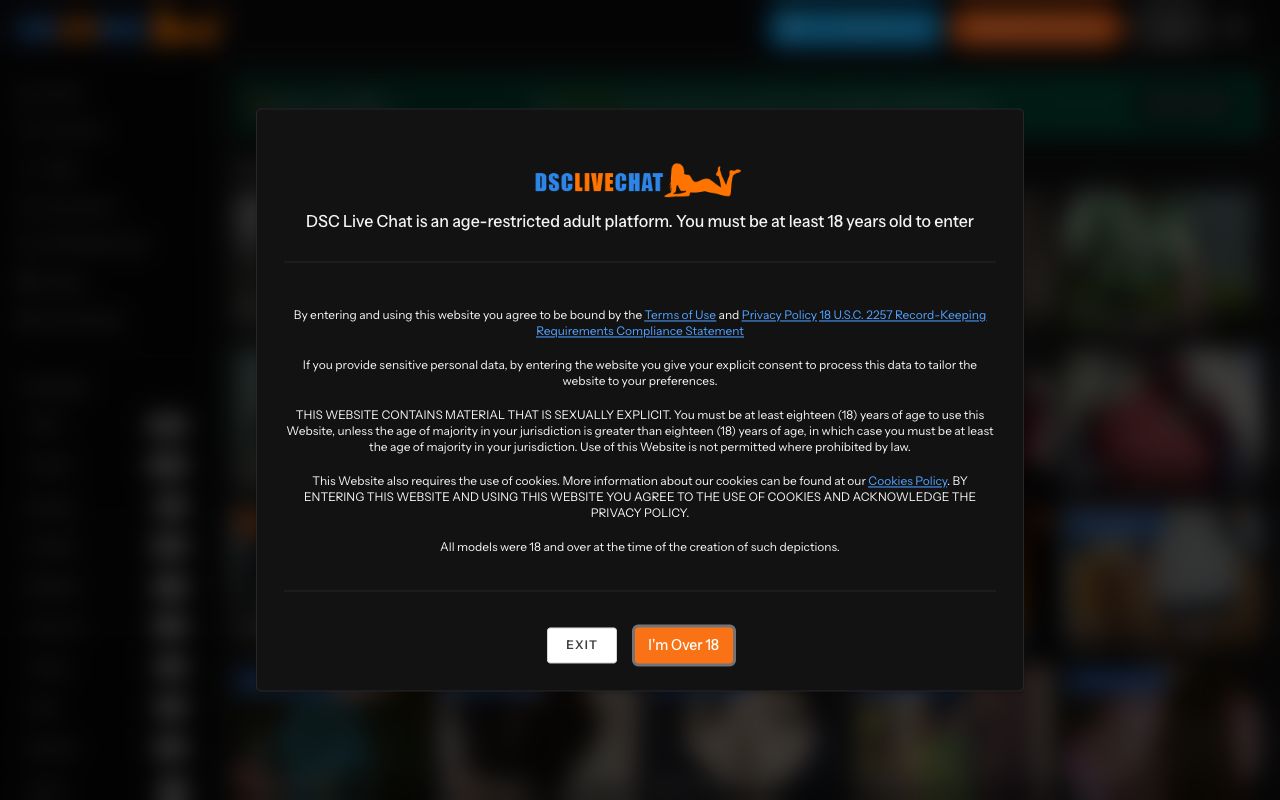 DSCLIVECHAT
DSC Live Chat is an age-restricted adult platform. You must be at least 18 years old to enter
By entering and using this website you agree to be bound by the Terms of Use and Privacy Policy 18 U.S.C. 2257 Record-Keeping
Requirements Compliance Statement
If you provide sensitive personal data, by entering the website you give your explicit consent to process this data to tailor the
website to your preferences.
THIS WEBSITE CONTAINS MATERIAL THAT IS SEXUALLY EXPLICIT. You must be at least eighteen (18) years of age to use this
Website, unless the age of majority in your jurisdiction is greater than eighteen (18) years of age, in which case you must be at least
the age of majority in your jurisdiction. Use of this Website is not permitted where prohibited by law.
This Website also requires the use of cookies. More information about our cookies can be found at our Cookies Policy. BY
ENTERING THIS WEBSITE AND USING THIS WEBSITE YOU AGREE TO THE USE OF COOKIES AND ACKNOWLEDGE THE
PRIVACY POLICY.
All models were 18 and over at the time of the creation of such depictions.
EXIT
I'm Over 18